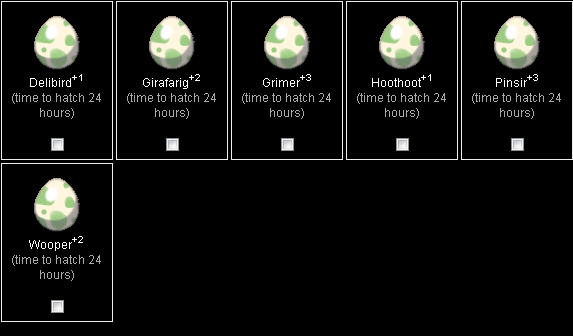 Delibird+1
(time to hatch 24
hours)
Girafarig+2
(time to hatch 24
hours)
Grimer+3
(time to hatch 24
hours)
Hoothoot+1
(time to hatch 24
hours)
Pinsir+3
(time to hatch 24
hours)
Wooper+2
(time to hatch 24
hours)